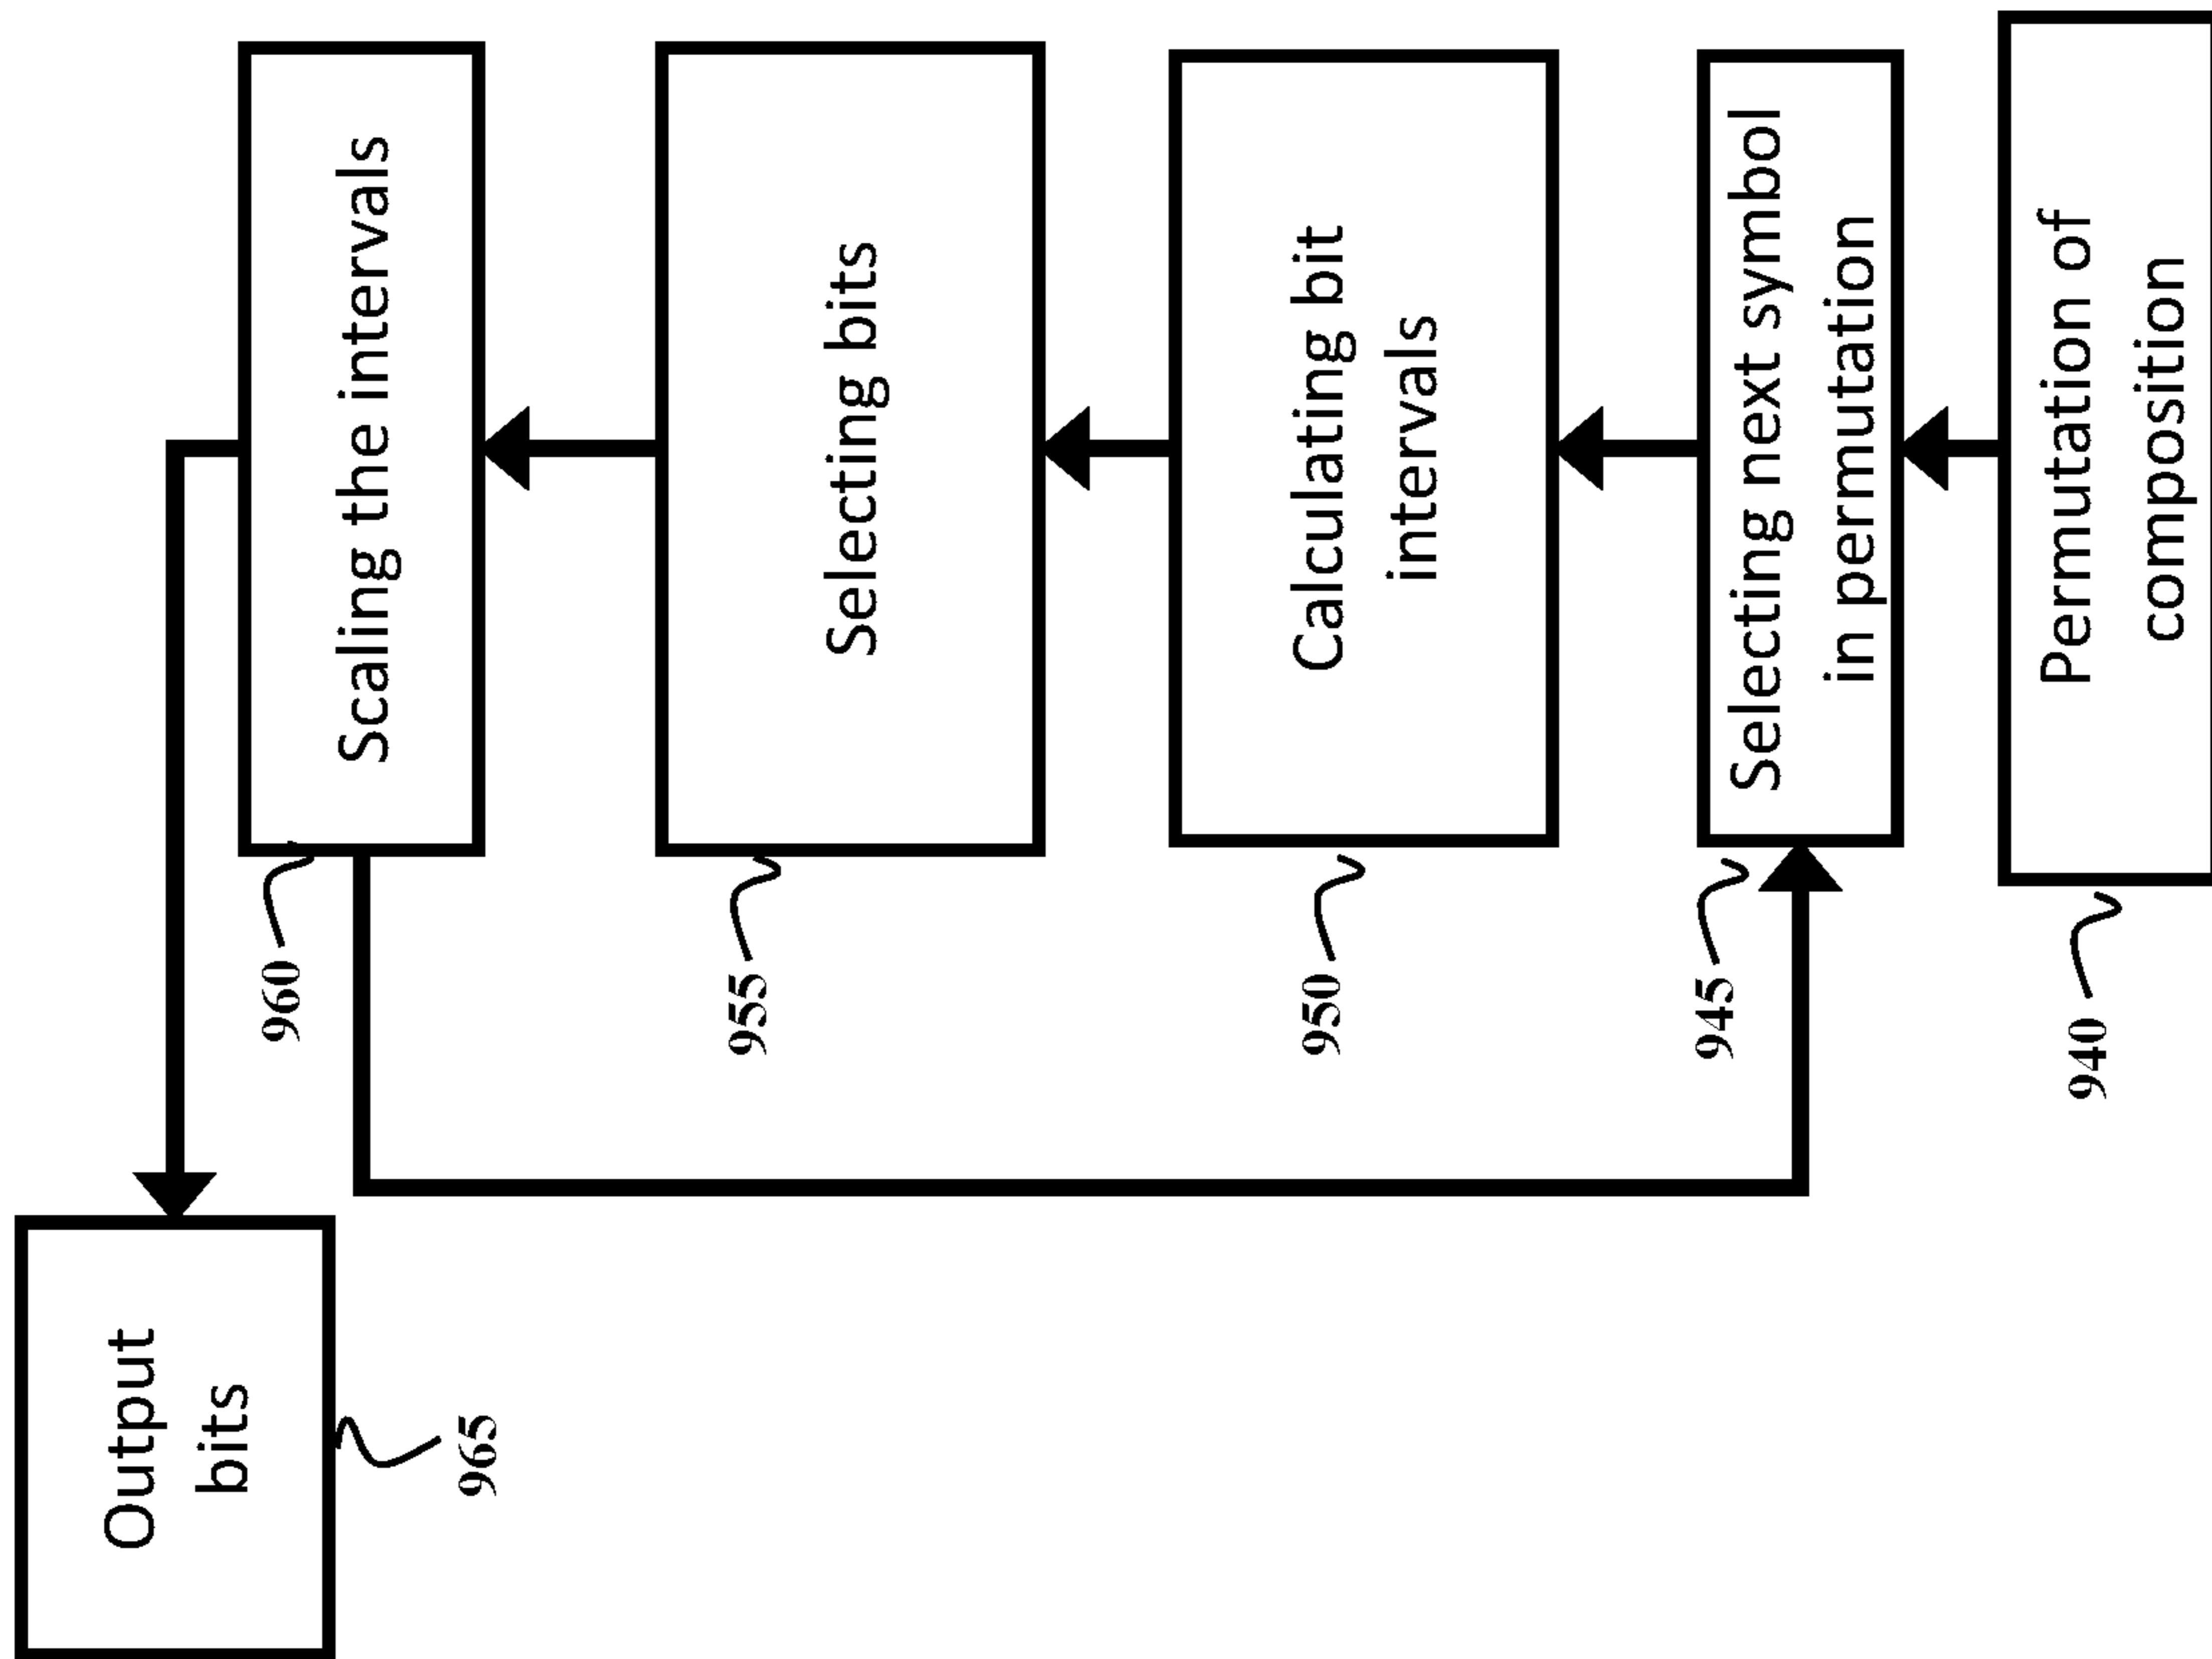 Output
bits
960
Scaling the intervals
965
955
Selecting bits
950
Calculating bit
intervals
945
Selecting next symbol
in permutation
940
Permutation of
composition